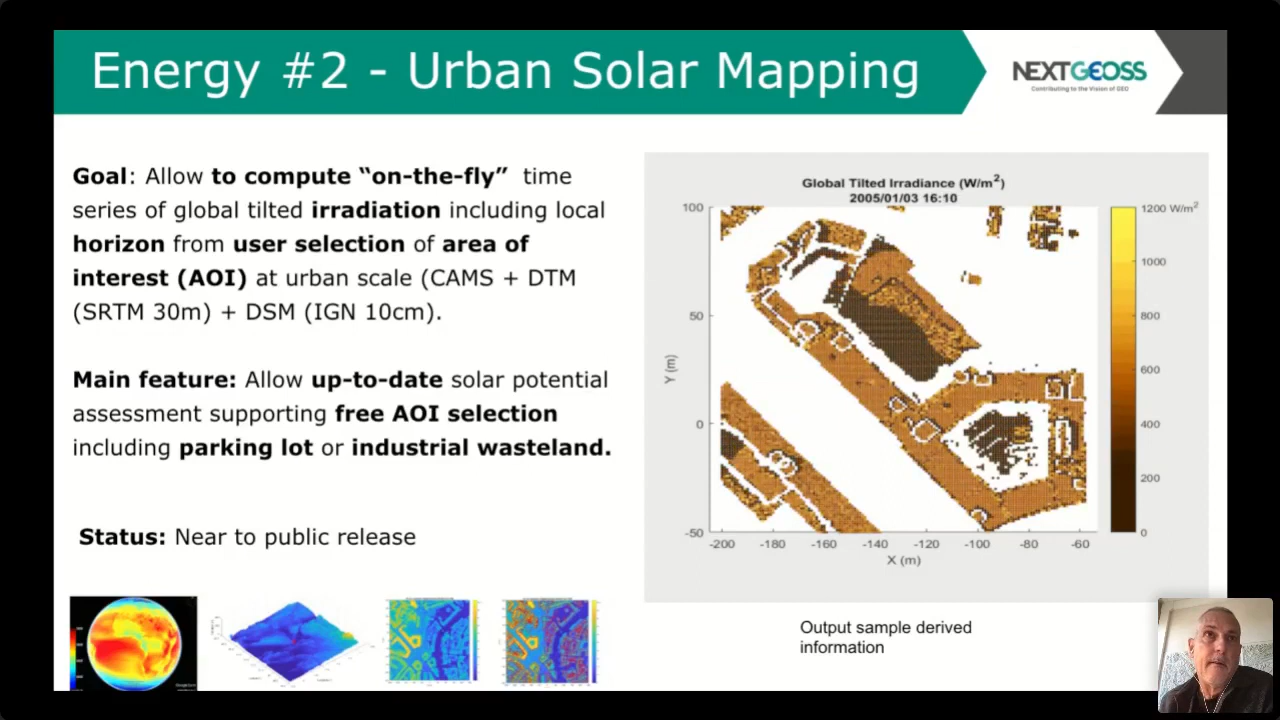 Energy #2 - Urban Solar Mapping
NEXTGEOSS
Contributing to the Vision of GEO
Goal: Allow to compute “on-the-fly” time
series of global tilted irradiation including local
horizon from user selection of area of
interest (AOI) at urban scale (CAMS + DTM
(SRTM 30m) + DSM (IGN 10cm).
Main feature: Allow up-to-date solar potential
assessment supporting free AOI selection
including parking lot or industrial wasteland.
Status: Near to public release
Global Tilted Irradiance (W/m²)
2005/01/03 16:10
100
50
0
-50
Y (m)
-200 -180 -160 -140 -120 -100 -80 -60
X (m)
1200 W/m²
1000
800
600
400
200
0
Output sample derived
information